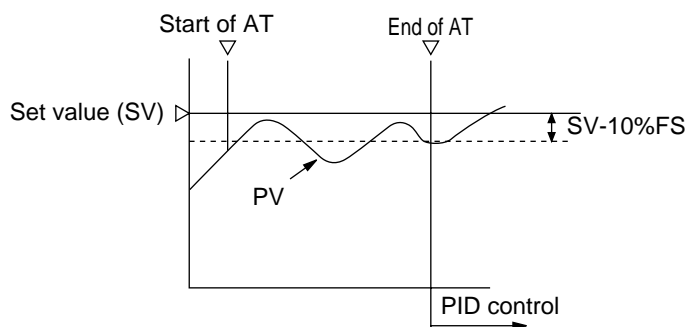 Start of AT
End of AT
Set value (SV)
SV-10%FS
PV
PID control